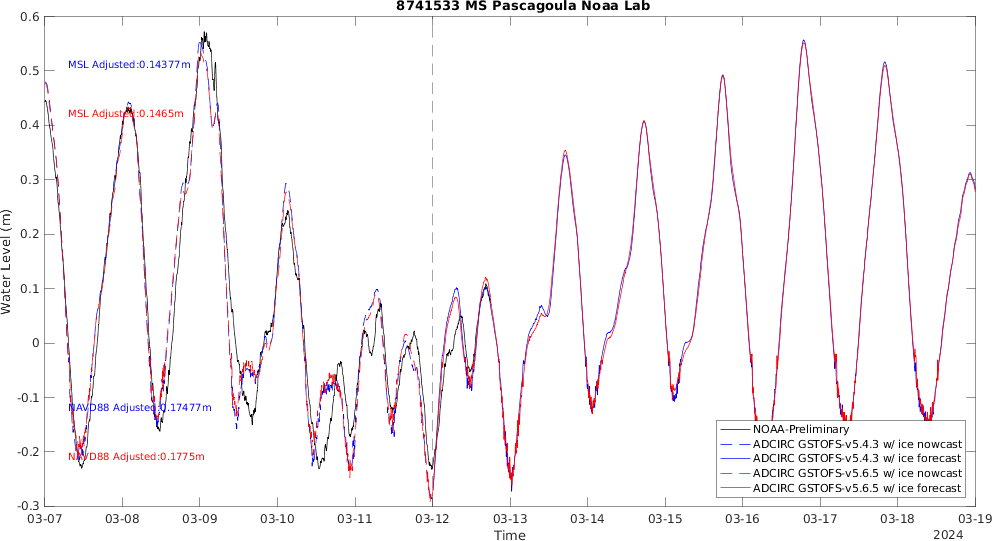 8741533 MS Pascagoula Noaa Lab
0.6
0.5
0.4
0.3
0.2
0.1
0
-0.1
-0.2
-0.3
Water Level (m)
MSL Adjusted:0.14377m
MSL Adjusted:0.1465m
NAVD88 Adjusted:0.17477m
NAVD88 Adjusted:0.1775m
NOAA-Preliminary
ADCIRC GSTOFS-v5.4.3 w/ ice nowcast
ADCIRC GSTOFS-v5.4.3 w/ ice forecast
ADCIRC GSTOFS-v5.6.5 w/ ice nowcast
ADCIRC GSTOFS-v5.6.5 w/ ice forecast
03-07 03-08 03-09 03-10 03-11 03-12 03-13 03-14 03-15 03-16 03-17 03-18 03-19
Time
2024